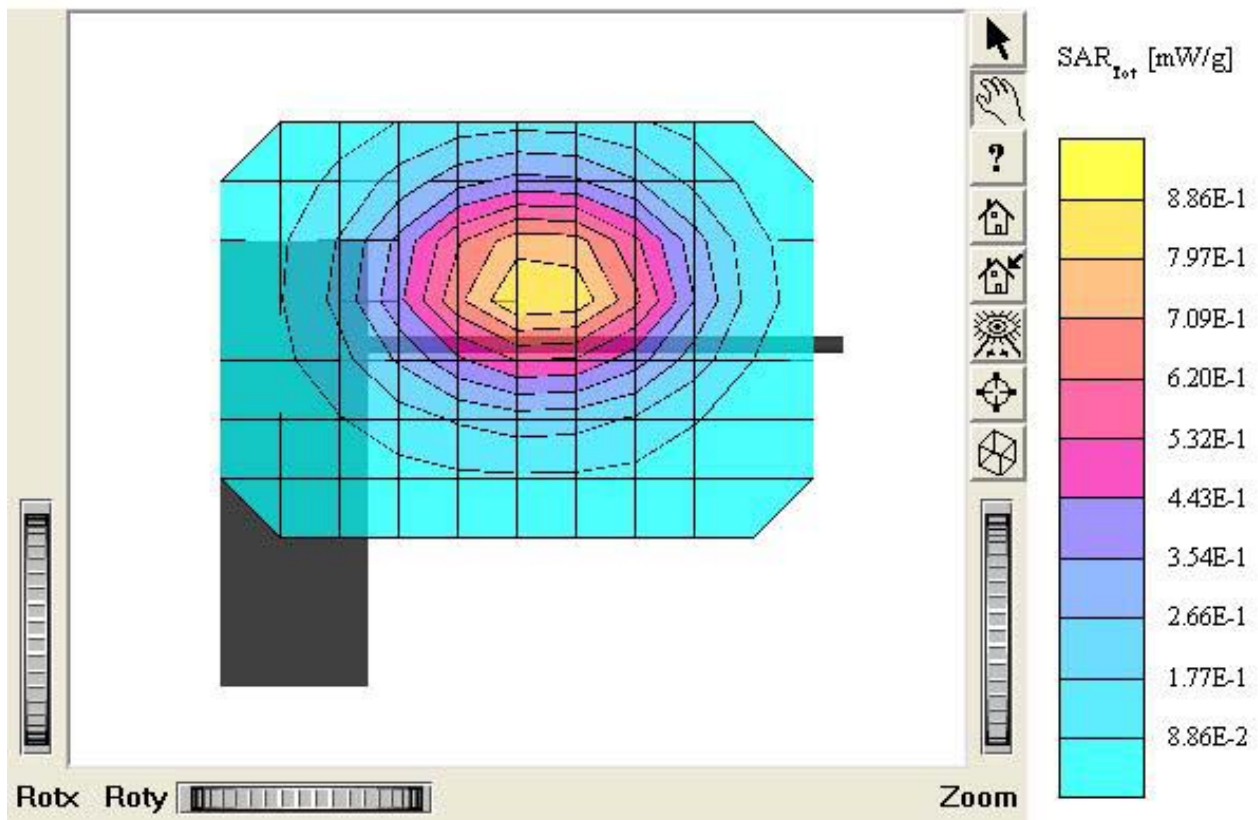 SAR_Tot [mW/g]
?
8.86E-1
7.97E-1
7.09E-1
6.20E-1
5.32E-1
4.43E-1
3.54E-1
2.66E-1
1.77E-1
8.86E-2
Rotx Roty Zoom